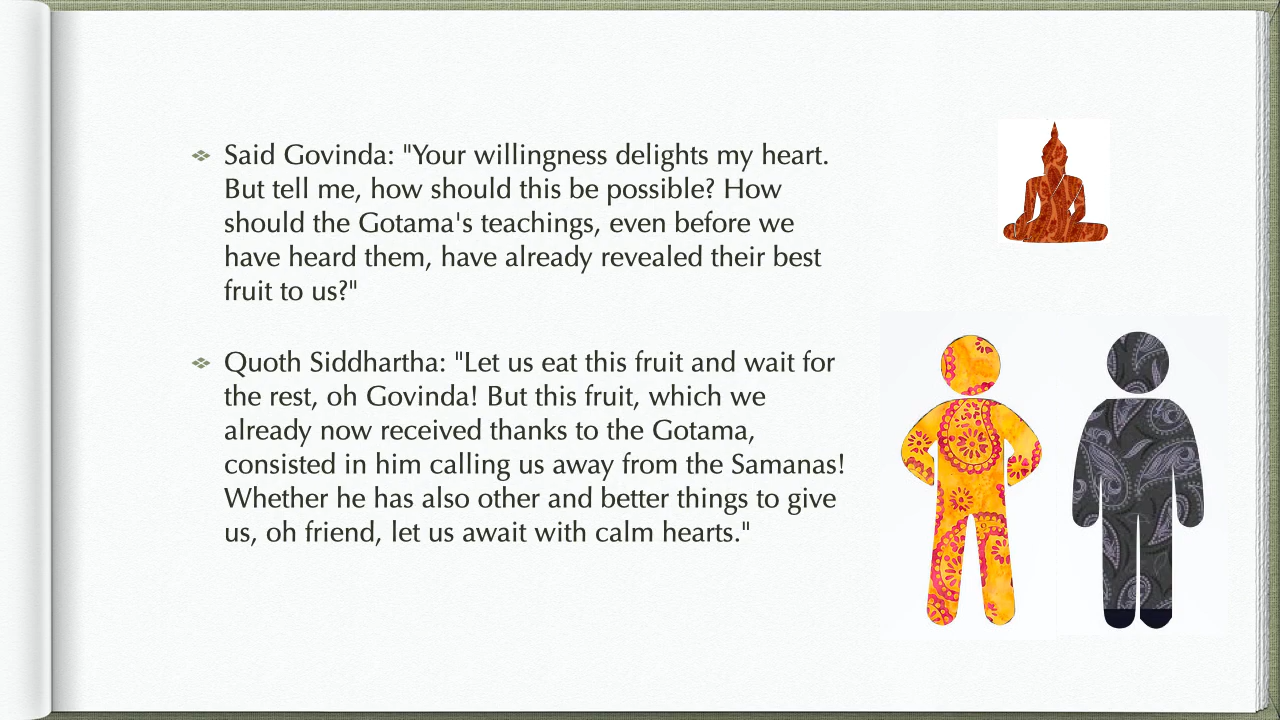 Said Govinda: "Your willingness delights my heart.
But tell me, how should this be possible? How
should the Gotama's teachings, even before we
have heard them, have already revealed their best
fruit to us?"
Quoth Siddhartha: "Let us eat this fruit and wait for
the rest, oh Govinda! But this fruit, which we
already now received thanks to the Gotama,
consisted in him calling us away from the Samanas!
Whether he has also other and better things to give
us, oh friend, let us await with calm hearts."